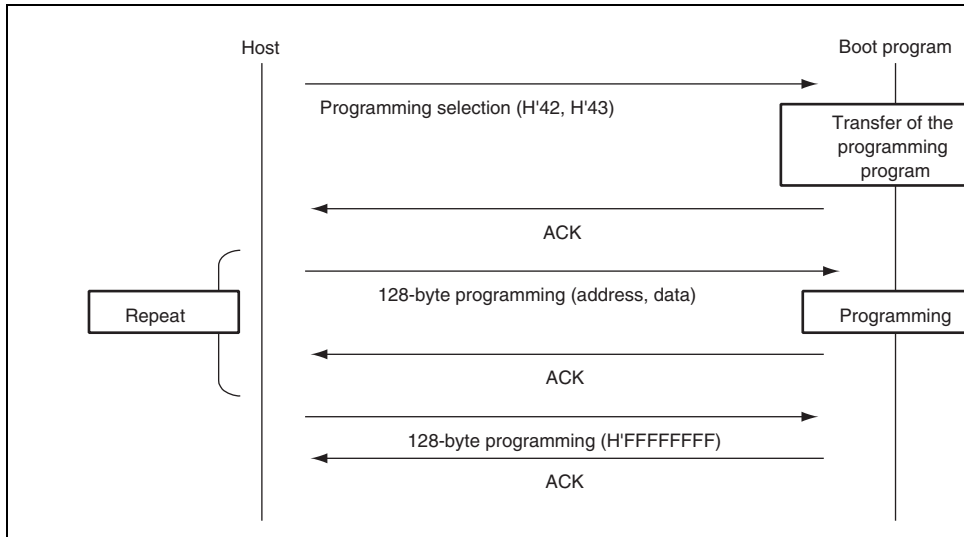 Host
Boot program
Programming selection (H'42, H'43)
Transfer of the
programming
program
ACK
128-byte programming (address, data)
Repeat
Programming
ACK
128-byte programming (H'FFFFFFFF)
ACK